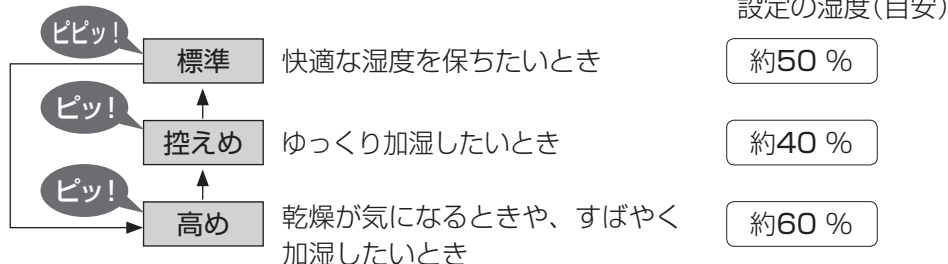 設定の湿度(目安)
ピピッ!
標準 快適な湿度を保ちたいとき 約50 %
ピッ!
控えめ ゆっくり加湿したいとき 約40 %
ピッ!
高め 乾燥が気になるときや、すばやく 約60 %
加湿したいとき